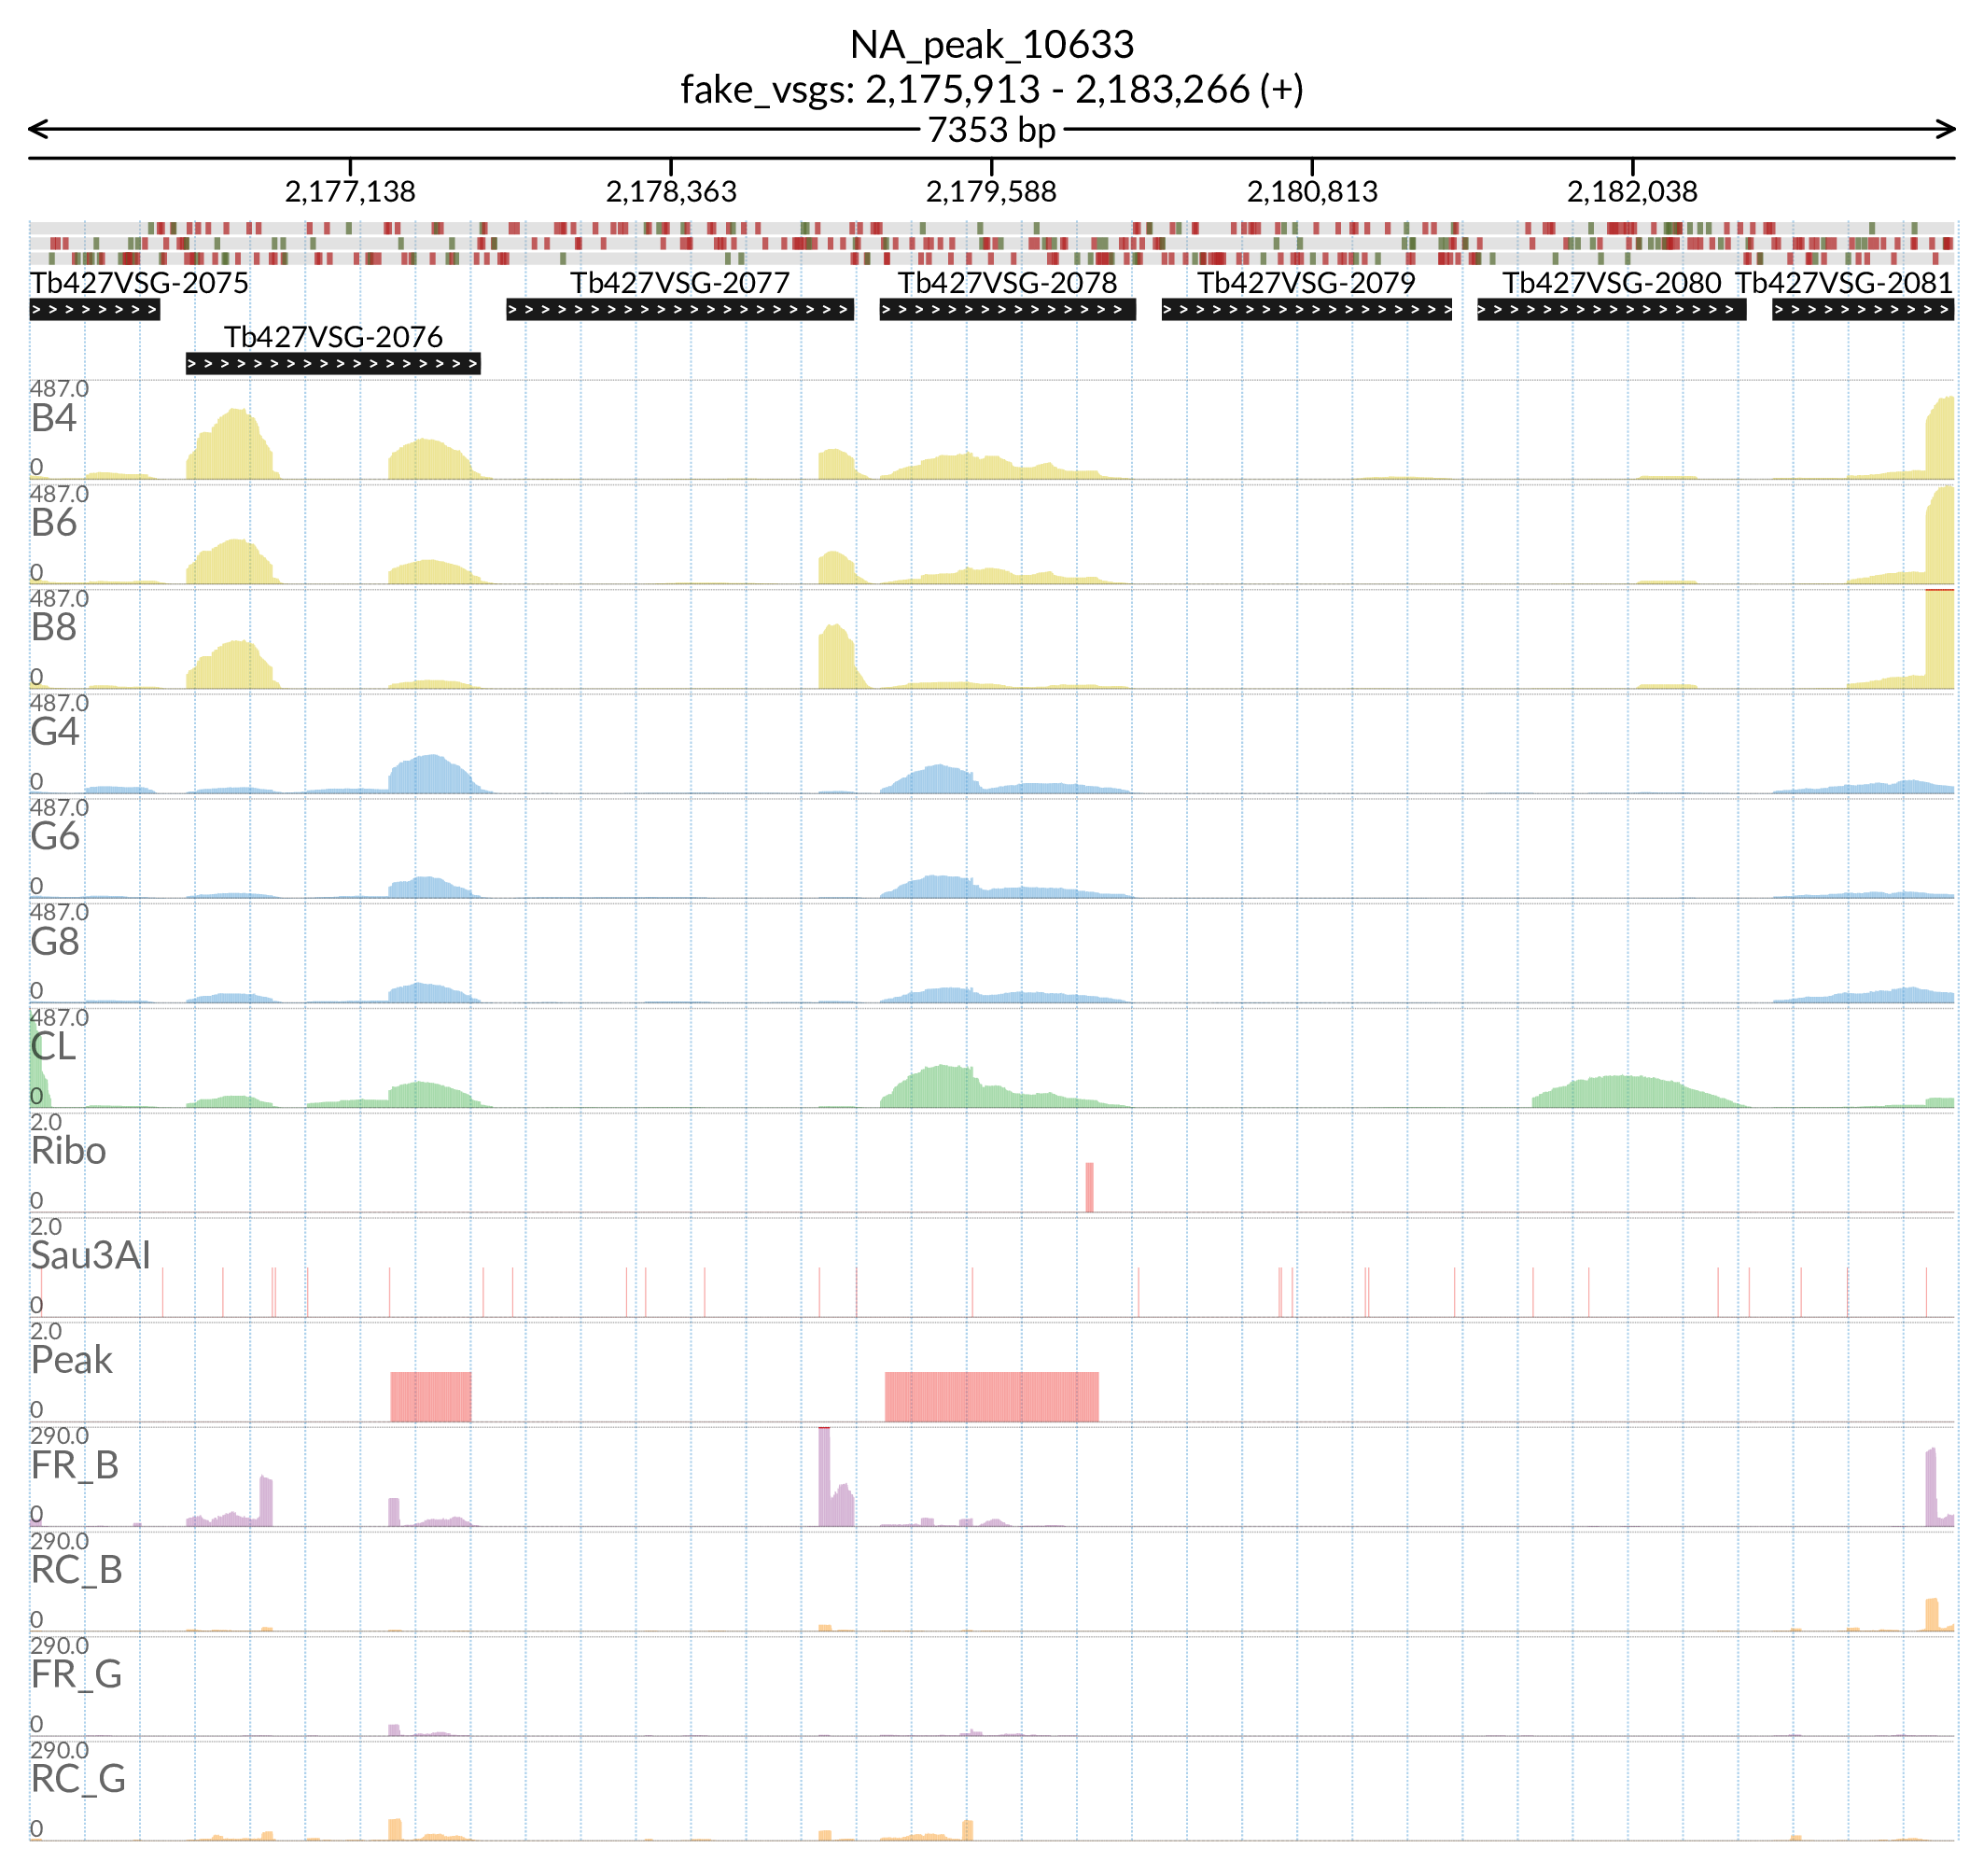 NA_peak_10633
fake_vsgs: 2,175,913 - 2,183,266 (+)
7353 bp
2,177,138 2,178,363 2,179,588 2,180,813 2,182,038
Tb427VSG-2075 Tb427VSG-2077 Tb427VSG-2078 Tb427VSG-2079 Tb427VSG-2080 Tb427VSG-2081
Tb427VSG-2076
487.0
B4
0
487.0
B6
0
487.0
B8
0
487.0
G4
0
487.0
G6
0
487.0
G8
0
487.0
CL
0
2.0
Ribo
0
2.0
Sau3AI
0
2.0
Peak
0
290.0
FR_B
0
290.0
RC_B
0
290.0
FR_G
0
290.0
RC_G
0